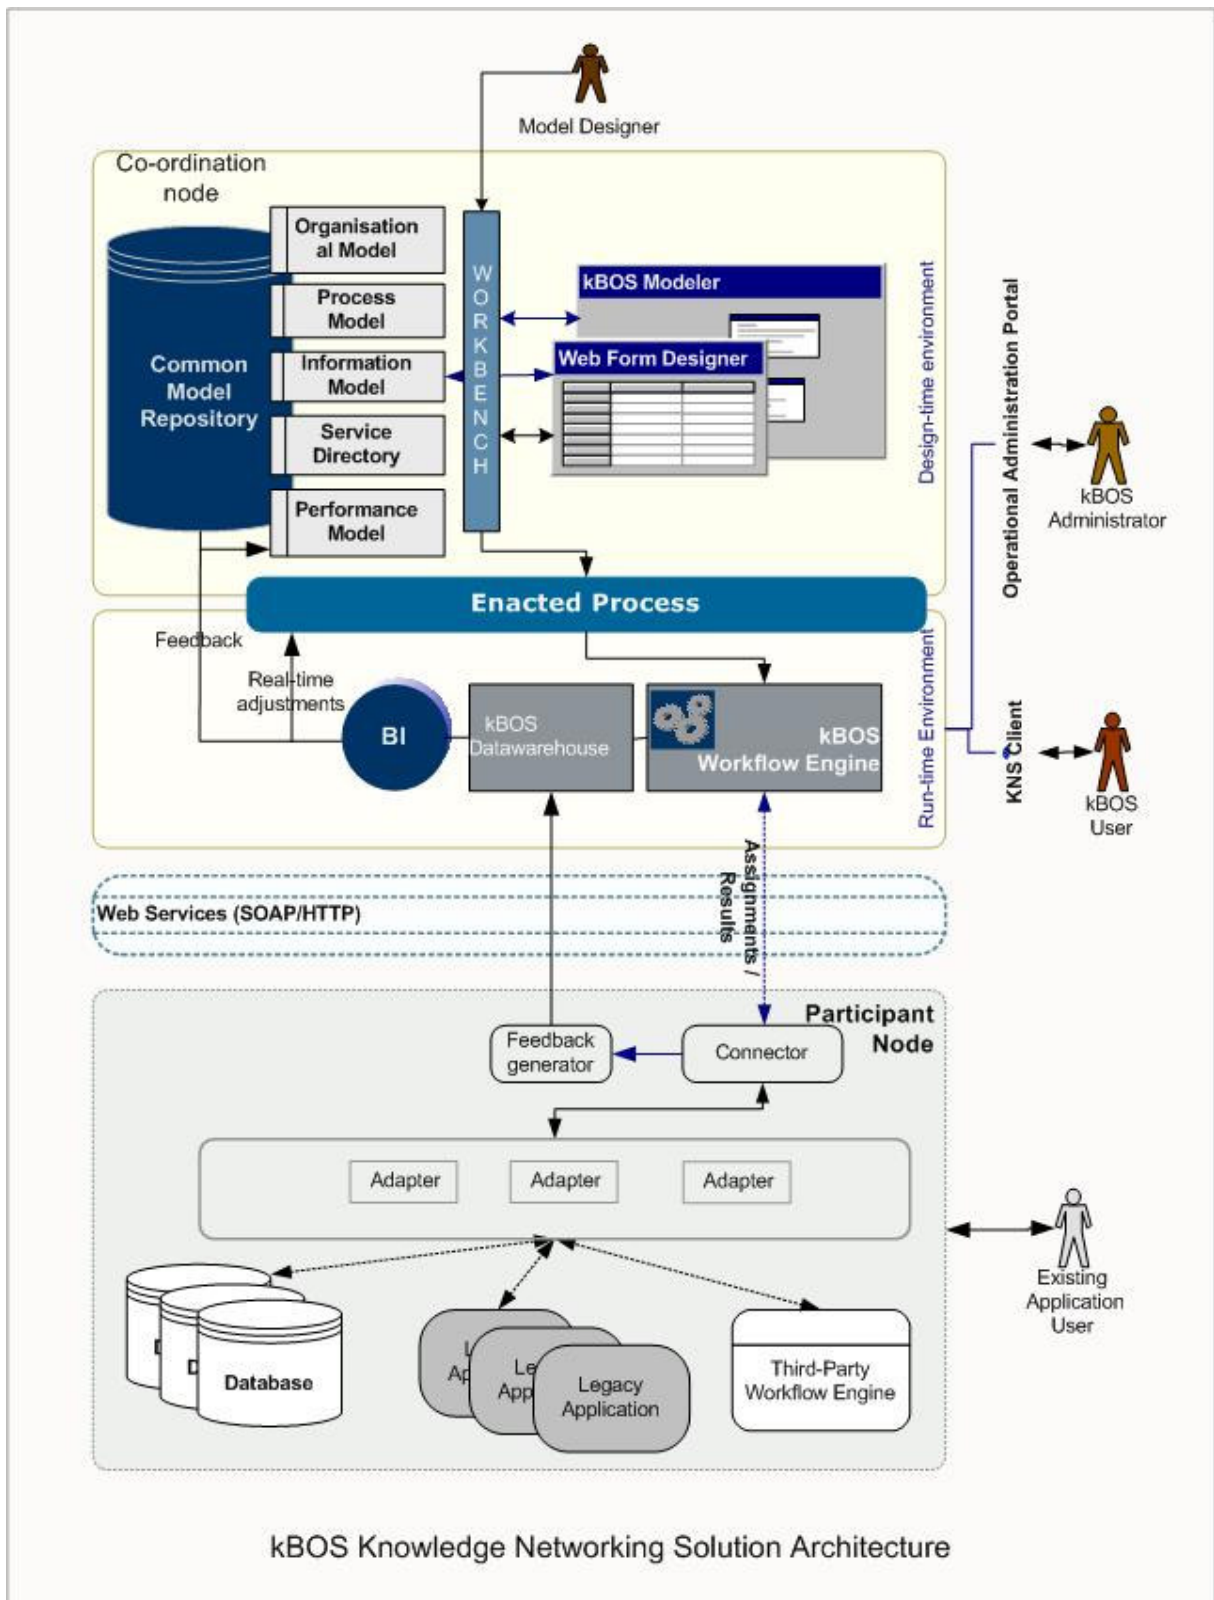 Model Designer
Co-ordination
node
Organisation
al Model
Process
Model
Information
Model
Service
Directory
Performance
Model
Common
Model
Repository
WORKBENCH
kBOS Modeler
Web Form Designer
Design-time environment
Operational Administration Portal
kBOS
Administrator
Enacted Process
Feedback
Real-time
adjustments
BI
kBOS
Datawarehouse
kBOS
Workflow Engine
Run-time Environment
KNS Client
kBOS
User
Assignments /
Results
Web Services (SOAP/HTTP)
Participant
Node
Feedback
generator
Connector
Adapter
Adapter
Adapter
Existing
Application
User
D
D
Database
L
Ap
Le
App
Legacy
Application
Third-Party
Workflow Engine
kBOS Knowledge Networking Solution Architecture